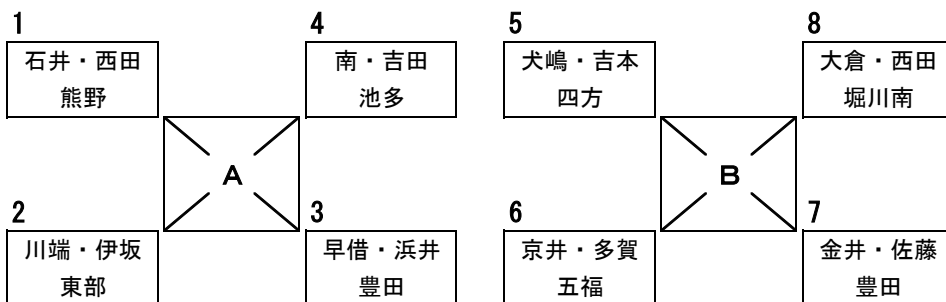 1
4
5
8
石井・西田
熊野
南・吉田
池多
犬嶋・吉本
四方
大倉・西田
堀川南
A
B
2
3
6
7
川端・伊坂
東部
早借・浜井
豊田
京井・多賀
五福
金井・佐藤
豊田